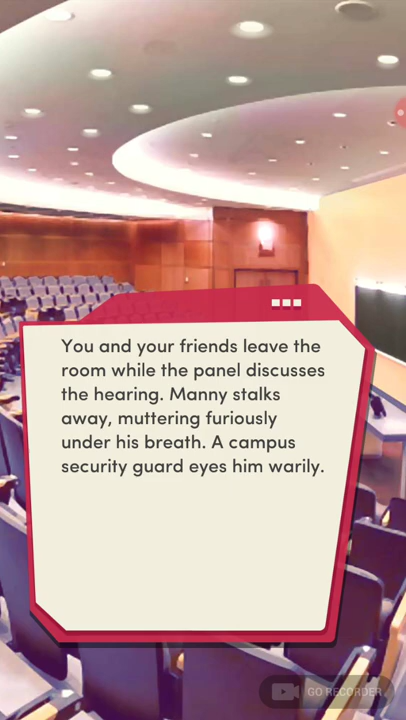 You and your friends leave the
room while the panel discusses
the hearing. Manny stalks
away, muttering furiously
under his breath. A campus
security guard eyes him warily.
GO RECORDER